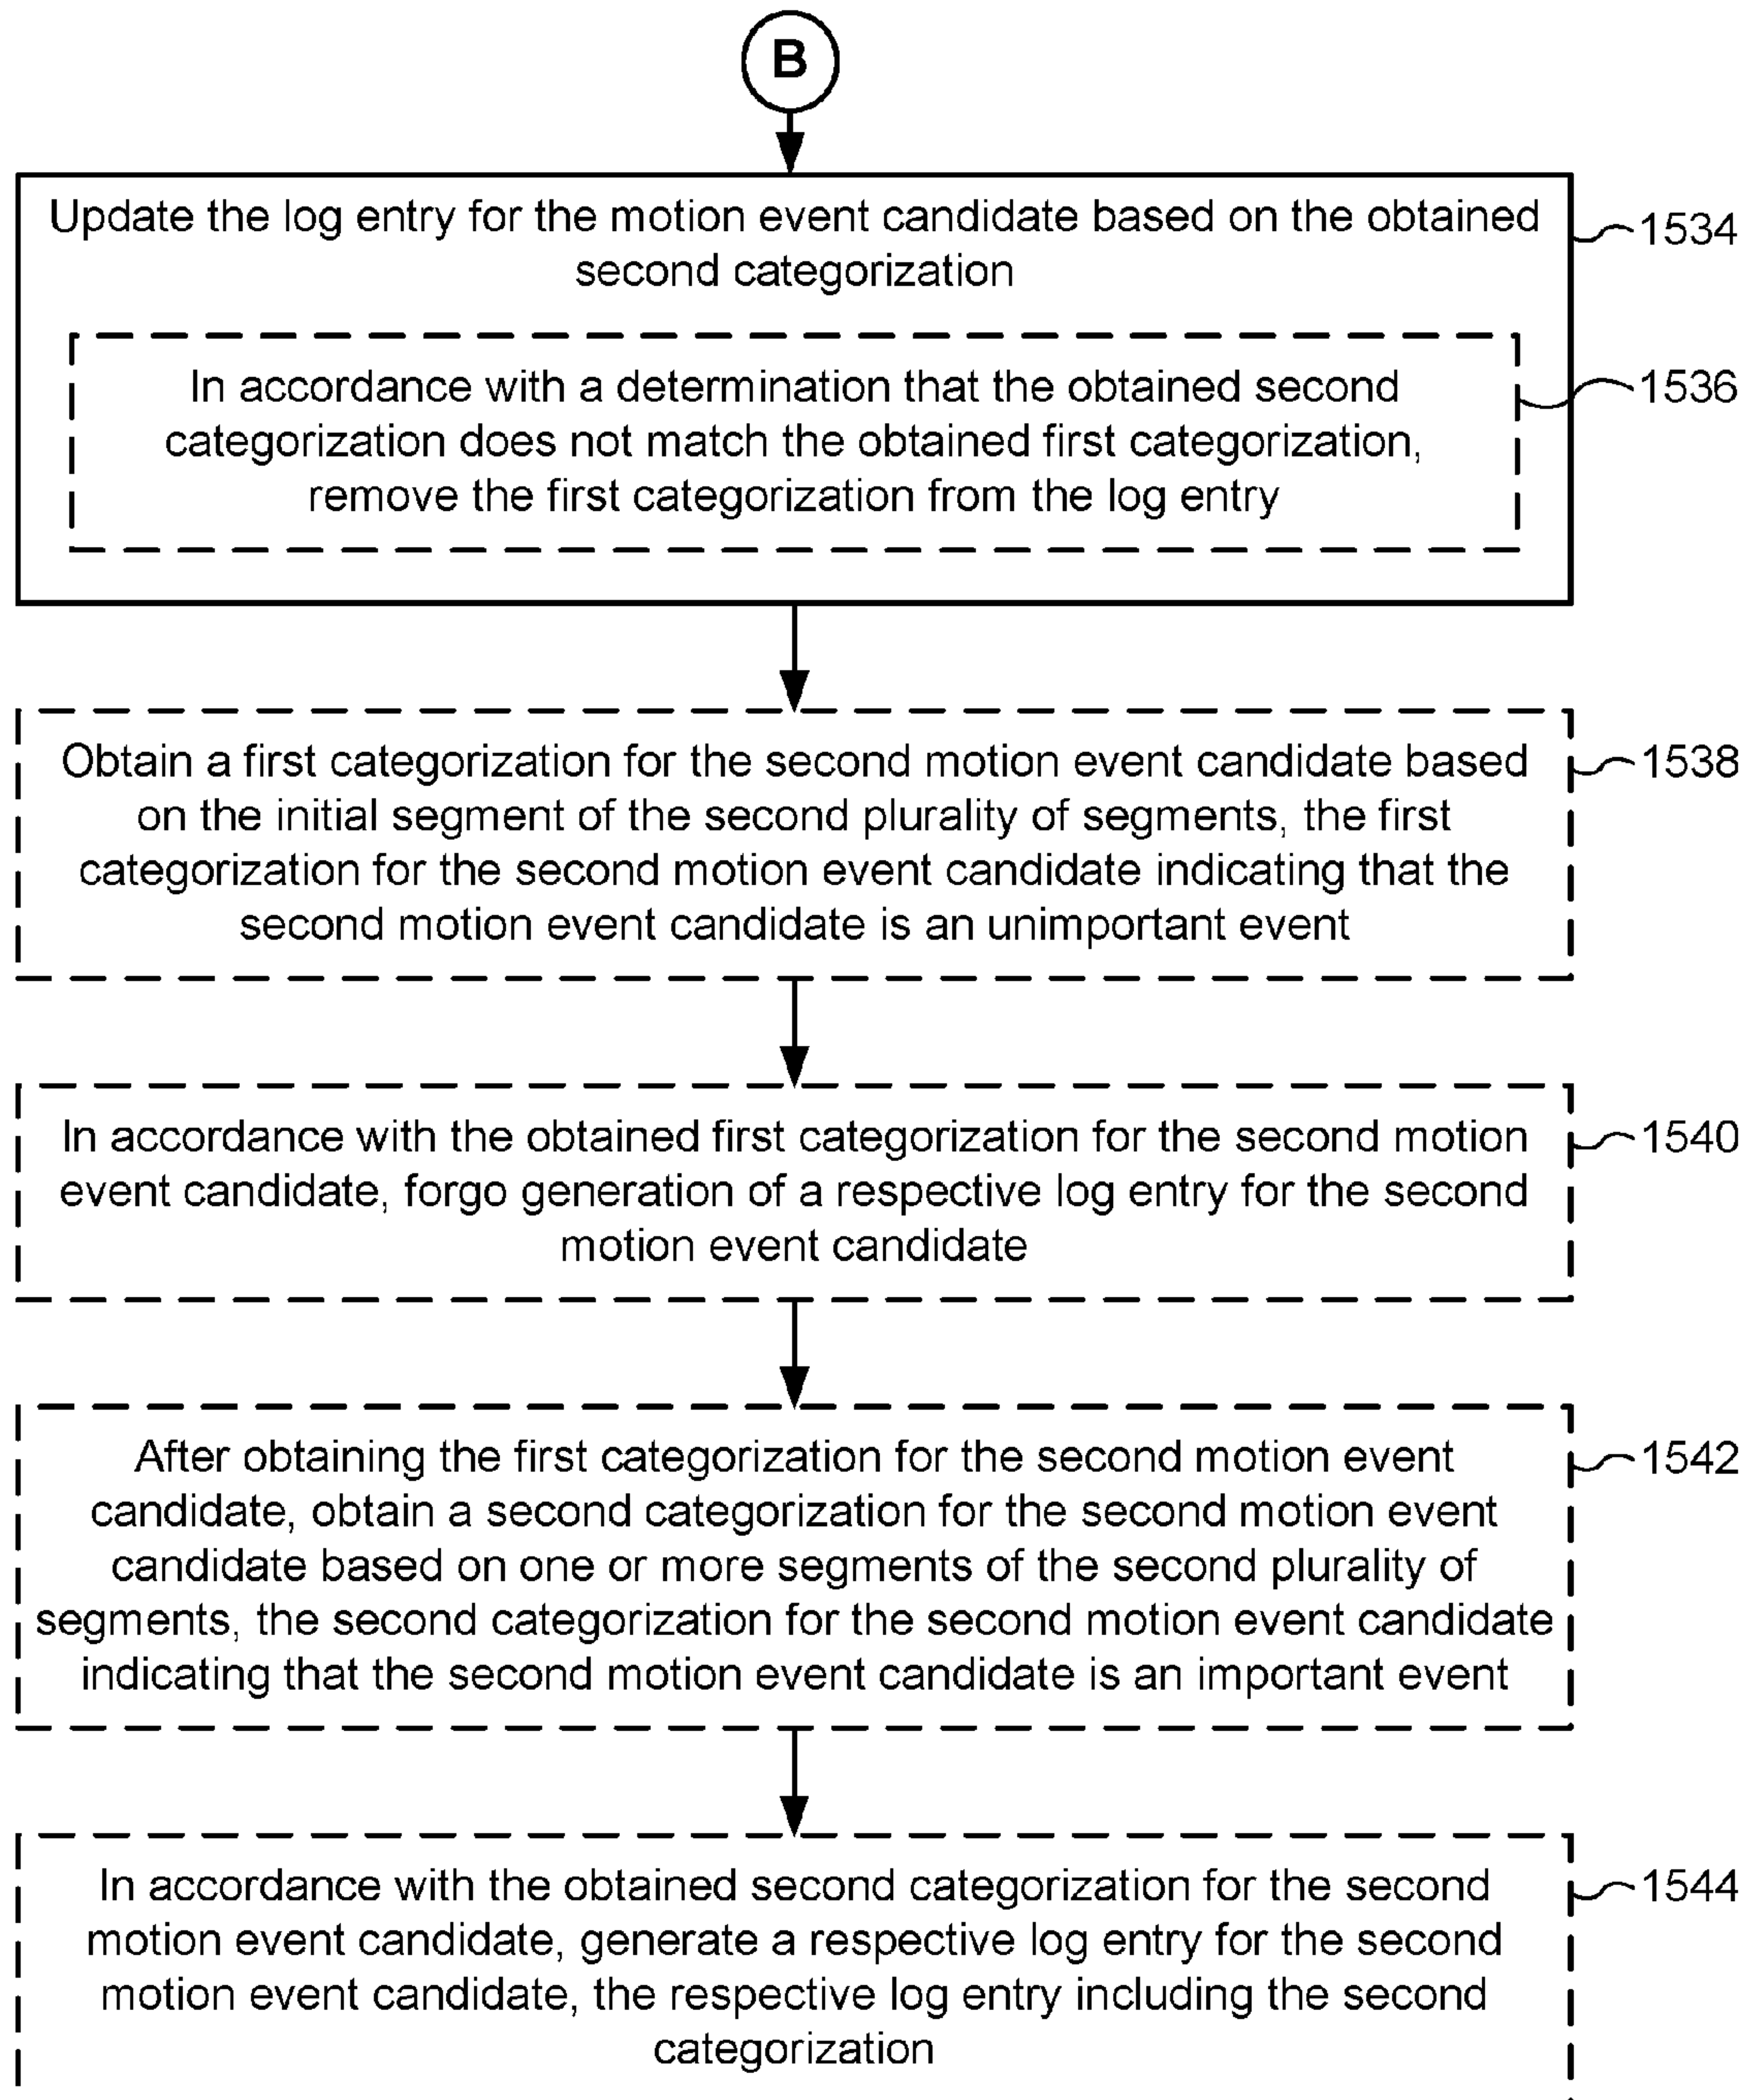 B
Update the log entry for the motion event candidate based on the obtained
second categorization
1534
In accordance with a determination that the obtained second
categorization does not match the obtained first categorization,
remove the first categorization from the log entry
1536
Obtain a first categorization for the second motion event candidate based
on the initial segment of the second plurality of segments, the first
categorization for the second motion event candidate indicating that the
second motion event candidate is an unimportant event
1538
In accordance with the obtained first categorization for the second motion
event candidate, forgo generation of a respective log entry for the second
motion event candidate
1540
After obtaining the first categorization for the second motion event
candidate, obtain a second categorization for the second motion event
candidate based on one or more segments of the second plurality of
segments, the second categorization for the second motion event candidate
indicating that the second motion event candidate is an important event
1542
In accordance with the obtained second categorization for the second
motion event candidate, generate a respective log entry for the second
motion event candidate, the respective log entry including the second
categorization
1544